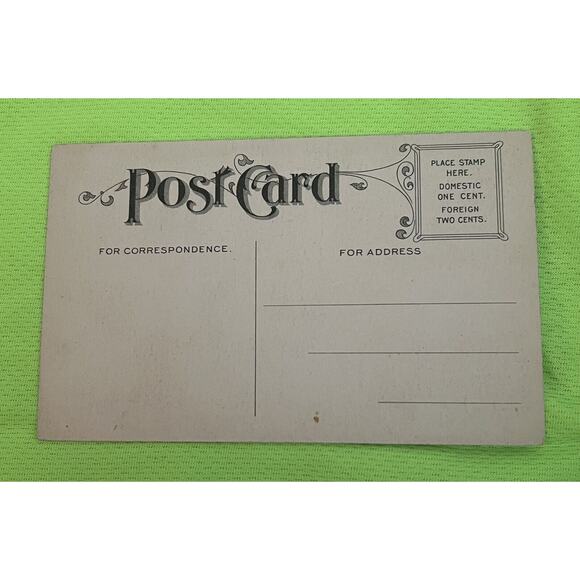 Post Card
PLACE STAMP
HERE.
DOMESTIC
ONE CENT.
FOREIGN
TWO CENTS.
FOR CORRESPONDENCE.
FOR ADDRESS